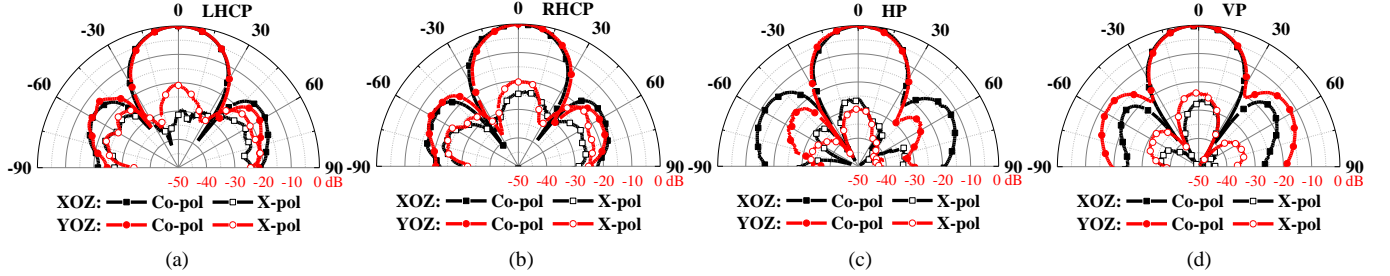 0 LHCP
-30 30
-60 60
-90 90
-50 -40 -30 -20 -10 0 dB
XOZ: Co-pol X-pol
YOZ: Co-pol X-pol
(a)
0 RHCP
-30 30
-60 60
-90 90
-50 -40 -30 -20 -10 0 dB
XOZ: Co-pol X-pol
YOZ: Co-pol X-pol
(b)
0 HP
-30 30
-60 60
-90 90
-50 -40 -30 -20 -10 0 dB
XOZ: Co-pol X-pol
YOZ: Co-pol X-pol
(c)
0 VP
-30 30
-60 60
-90 90
-50 -40 -30 -20 -10 0 dB
XOZ: Co-pol X-pol
YOZ: Co-pol X-pol
(d)